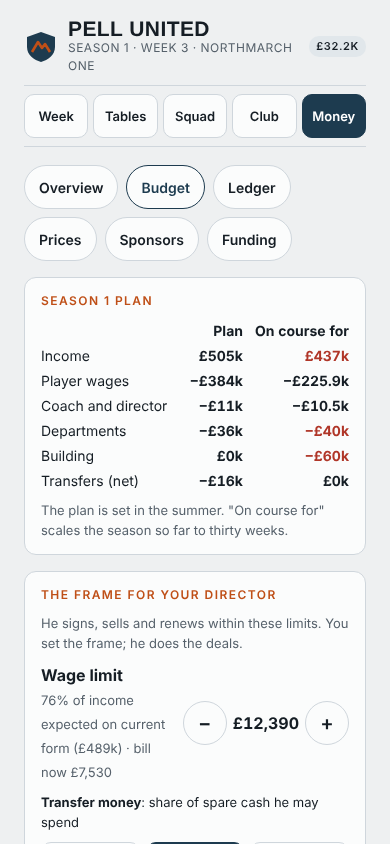 PELL UNITED
SEASON 1 · WEEK 3 · NORTHMARCH
ONE
£32.2K
Week Tables Squad Club Money
Overview Budget Ledger
Prices Sponsors Funding
SEASON 1 PLAN
Plan On course for
Income £505k £437k
Player wages −£384k −£225.9k
Coach and director −£11k −£10.5k
Departments −£36k −£40k
Building £0k −£60k
Transfers (net) −£16k £0k
The plan is set in the summer. "On course for"
scales the season so far to thirty weeks.
THE FRAME FOR YOUR DIRECTOR
He signs, sells and renews within these limits. You
set the frame; he does the deals.
Wage limit
76% of income
expected on current
form (£489k) · bill
now £7,530
− £12,390 +
Transfer money: share of spare cash he may
spend